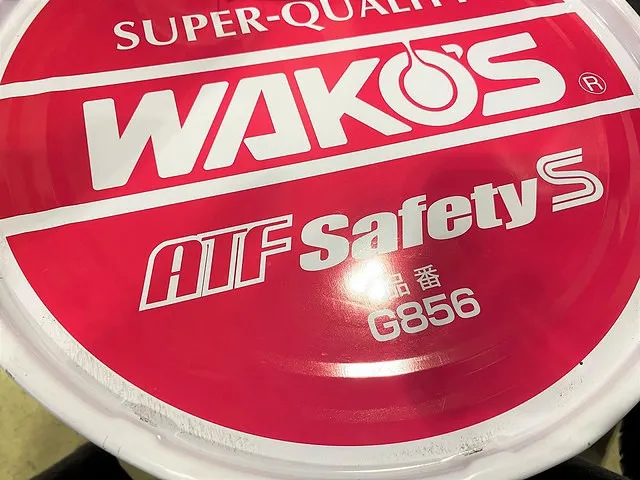 SUPER-QUALITY
WAKO'S ®
ATF Safety S
品番
G856